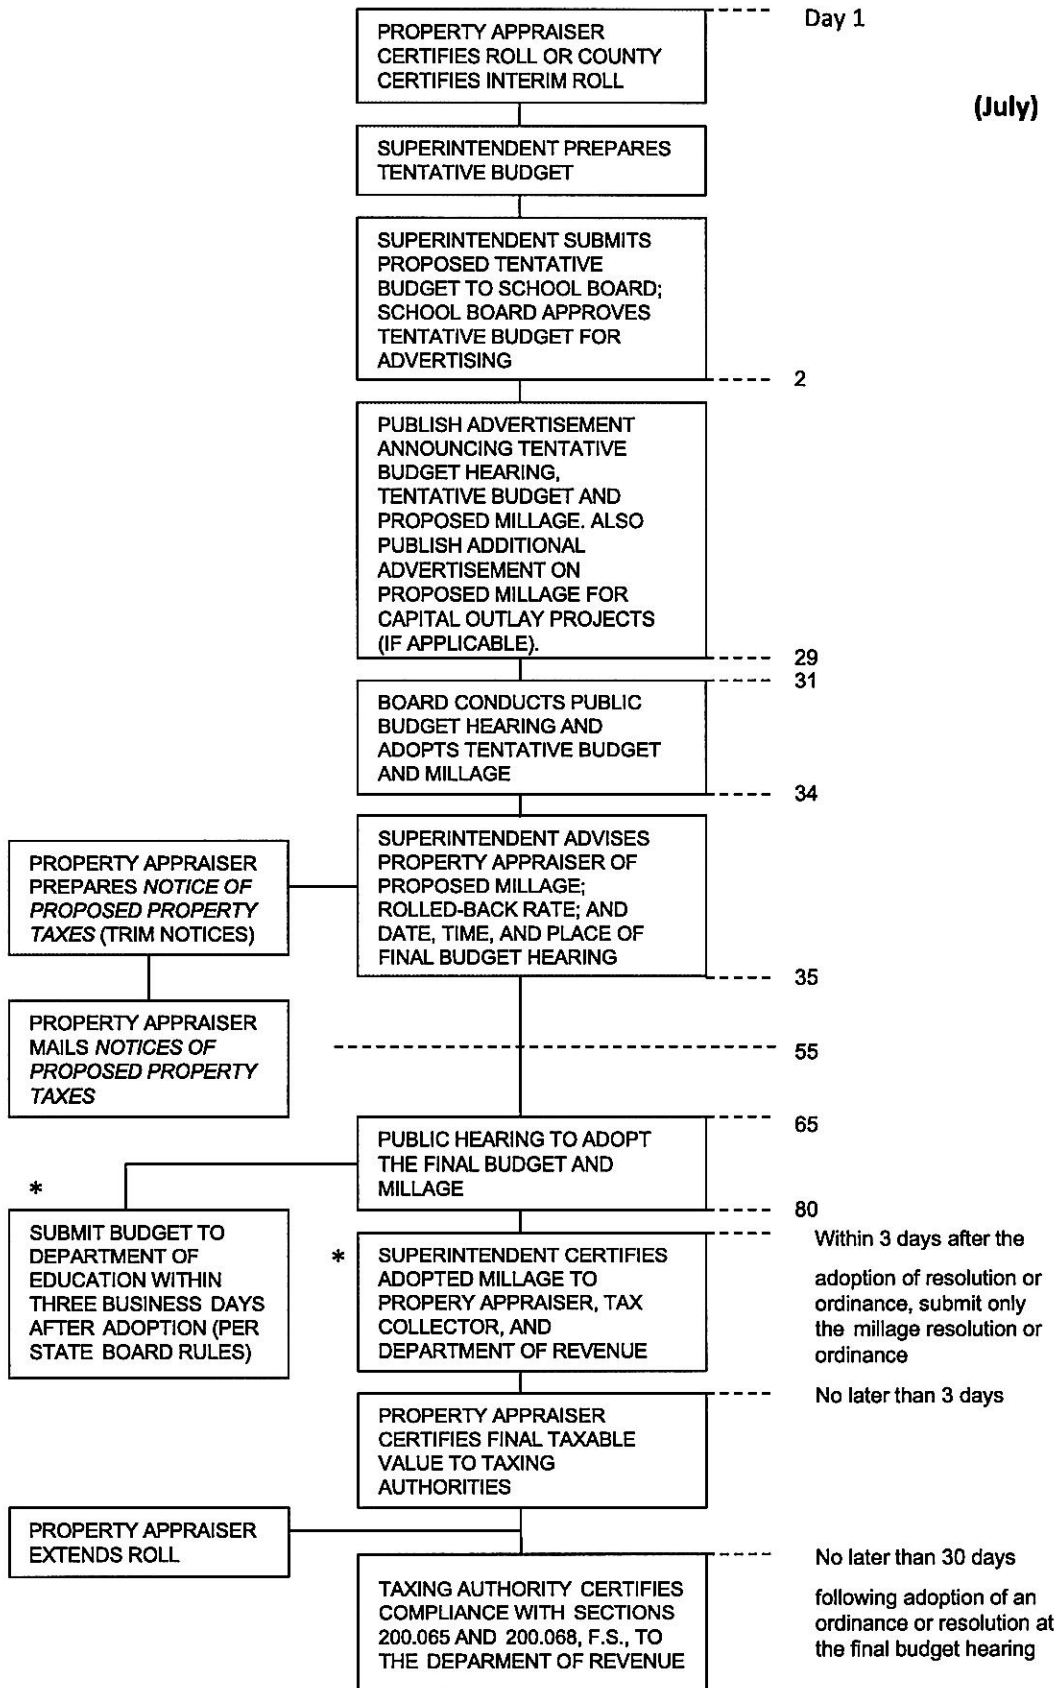 Day 1
PROPERTY APPRAISER
CERTIFIES ROLL OR COUNTY
CERTIFIES INTERIM ROLL
(July)
SUPERINTENDENT PREPARES
TENTATIVE BUDGET
SUPERINTENDENT SUBMITS
PROPOSED TENTATIVE
BUDGET TO SCHOOL BOARD;
SCHOOL BOARD APPROVES
TENTATIVE BUDGET FOR
ADVERTISING
2
PUBLISH ADVERTISEMENT
ANNOUNCING TENTATIVE
BUDGET HEARING,
TENTATIVE BUDGET AND
PROPOSED MILLAGE. ALSO
PUBLISH ADDITIONAL
ADVERTISEMENT ON
PROPOSED MILLAGE FOR
CAPITAL OUTLAY PROJECTS
(IF APPLICABLE).
29
31
BOARD CONDUCTS PUBLIC
BUDGET HEARING AND
ADOPTS TENTATIVE BUDGET
AND MILLAGE
34
SUPERINTENDENT ADVISES
PROPERTY APPRAISER OF
PROPOSED MILLAGE;
ROLLED-BACK RATE; AND
DATE, TIME, AND PLACE OF
FINAL BUDGET HEARING
35
PROPERTY APPRAISER
PREPARES NOTICE OF
PROPOSED PROPERTY
TAXES (TRIM NOTICES)
PROPERTY APPRAISER
MAILS NOTICES OF
PROPOSED PROPERTY
TAXES
55
65
PUBLIC HEARING TO ADOPT
THE FINAL BUDGET AND
MILLAGE
80
*
SUBMIT BUDGET TO
DEPARTMENT OF
EDUCATION WITHIN
THREE BUSINESS DAYS
AFTER ADOPTION (PER
STATE BOARD RULES)
*
SUPERINTENDENT CERTIFIES
ADOPTED MILLAGE TO
PROPERY APPRAISER, TAX
COLLECTOR, AND
DEPARTMENT OF REVENUE
Within 3 days after the
adoption of resolution or
ordinance, submit only
the millage resolution or
ordinance
No later than 3 days
PROPERTY APPRAISER
CERTIFIES FINAL TAXABLE
VALUE TO TAXING
AUTHORITIES
PROPERTY APPRAISER
EXTENDS ROLL
No later than 30 days
following adoption of an
ordinance or resolution at
the final budget hearing
TAXING AUTHORITY CERTIFIES
COMPLIANCE WITH SECTIONS
200.065 AND 200.068, F.S., TO
THE DEPARMENT OF REVENUE